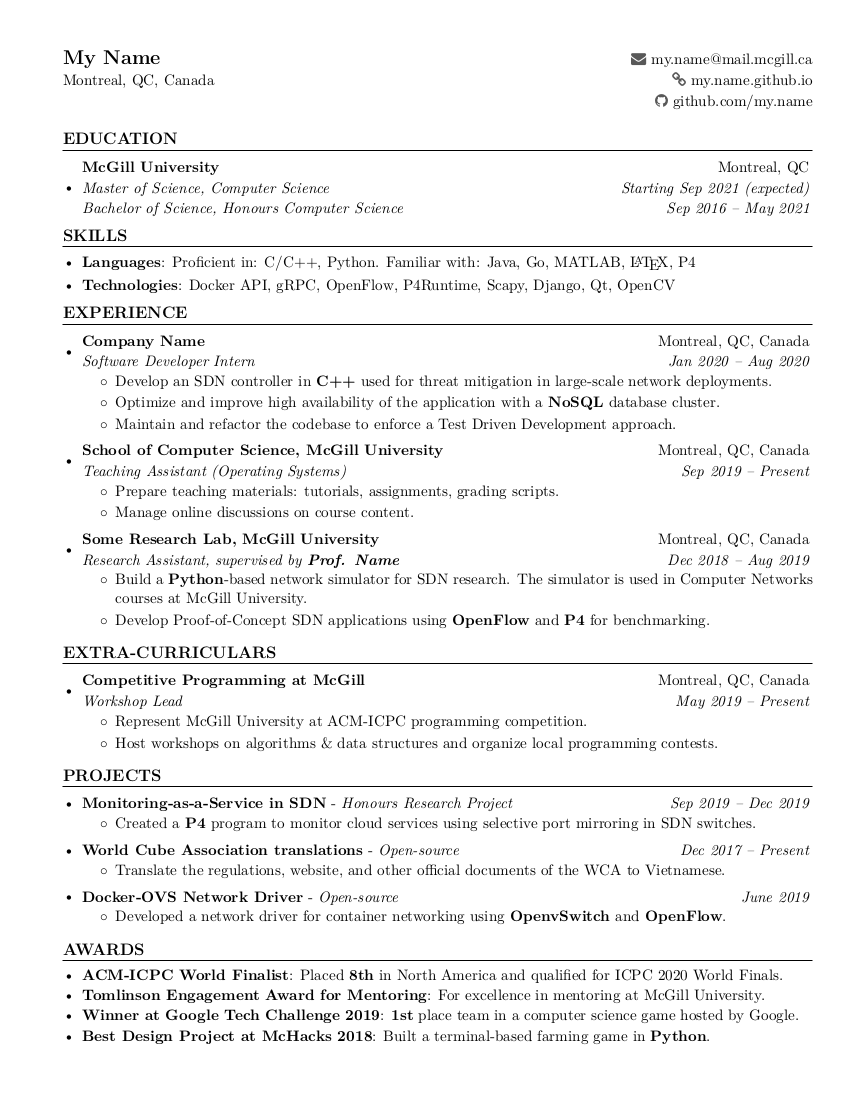 My Name
Montreal, QC, Canada
my.name@mail.mcgill.ca
my.name.github.io
github.com/my.name
EDUCATION
McGill University Montreal, QC
• Master of Science, Computer Science Starting Sep 2021 (expected)
Bachelor of Science, Honours Computer Science Sep 2016 – May 2021
SKILLS
• Languages: Proficient in: C/C++, Python. Familiar with: Java, Go, MATLAB, LATEX, P4
• Technologies: Docker API, gRPC, OpenFlow, P4Runtime, Scapy, Django, Qt, OpenCV
EXPERIENCE
• Company Name Montreal, QC, Canada
Software Developer Intern Jan 2020 – Aug 2020
◦ Develop an SDN controller in C++ used for threat mitigation in large-scale network deployments.
◦ Optimize and improve high availability of the application with a NoSQL database cluster.
◦ Maintain and refactor the codebase to enforce a Test Driven Development approach.
• School of Computer Science, McGill University Montreal, QC, Canada
Teaching Assistant (Operating Systems) Sep 2019 – Present
◦ Prepare teaching materials: tutorials, assignments, grading scripts.
◦ Manage online discussions on course content.
• Some Research Lab, McGill University Montreal, QC, Canada
Research Assistant, supervised by Prof. Name Dec 2018 – Aug 2019
◦ Build a Python-based network simulator for SDN research. The simulator is used in Computer Networks
courses at McGill University.
◦ Develop Proof-of-Concept SDN applications using OpenFlow and P4 for benchmarking.
EXTRA-CURRICULARS
• Competitive Programming at McGill Montreal, QC, Canada
Workshop Lead May 2019 – Present
◦ Represent McGill University at ACM-ICPC programming competition.
◦ Host workshops on algorithms & data structures and organize local programming contests.
PROJECTS
• Monitoring-as-a-Service in SDN - Honours Research Project Sep 2019 – Dec 2019
◦ Created a P4 program to monitor cloud services using selective port mirroring in SDN switches.
• World Cube Association translations - Open-source Dec 2017 – Present
◦ Translate the regulations, website, and other official documents of the WCA to Vietnamese.
• Docker-OVS Network Driver - Open-source June 2019
◦ Developed a network driver for container networking using OpenvSwitch and OpenFlow.
AWARDS
• ACM-ICPC World Finalist: Placed 8th in North America and qualified for ICPC 2020 World Finals.
• Tomlinson Engagement Award for Mentoring: For excellence in mentoring at McGill University.
• Winner at Google Tech Challenge 2019: 1st place team in a computer science game hosted by Google.
• Best Design Project at McHacks 2018: Built a terminal-based farming game in Python.